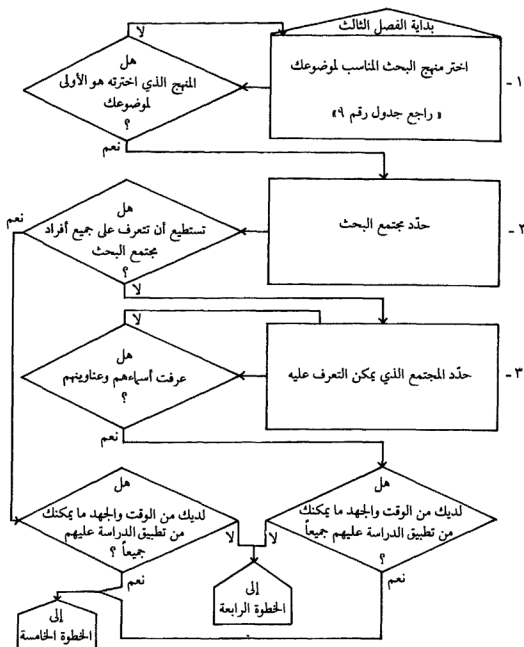 بداية الفصل الثالث
١ -
اختر منهج البحث المناسب لموضوعك
« راجع جدول رقم ٩»
لا
هل
المنهج الذي اخترته هو الأولى
لموضوعك
؟
نعم
٢ -
حدّد مجتمع البحث
هل
تستطيع أن تتعرف على جميع أفراد
مجتمع البحث
؟
نعم
لا
٣ -
حدّد المجتمع الذي يمكن التعرف عليه
لا
هل
عرفت أسماءهم وعناوينهم
؟
نعم
هل
لديك من الوقت والجهد ما يمكنك
من تطبيق الدراسة عليهم جميعاً ؟
لا
نعم
هل
لديك من الوقت والجهد ما يمكنك
من تطبيق الدراسة عليهم
جميعاً ؟
لا
نعم
إلى
الخطوة الرابعة
إلى
الخطوة الخامسة